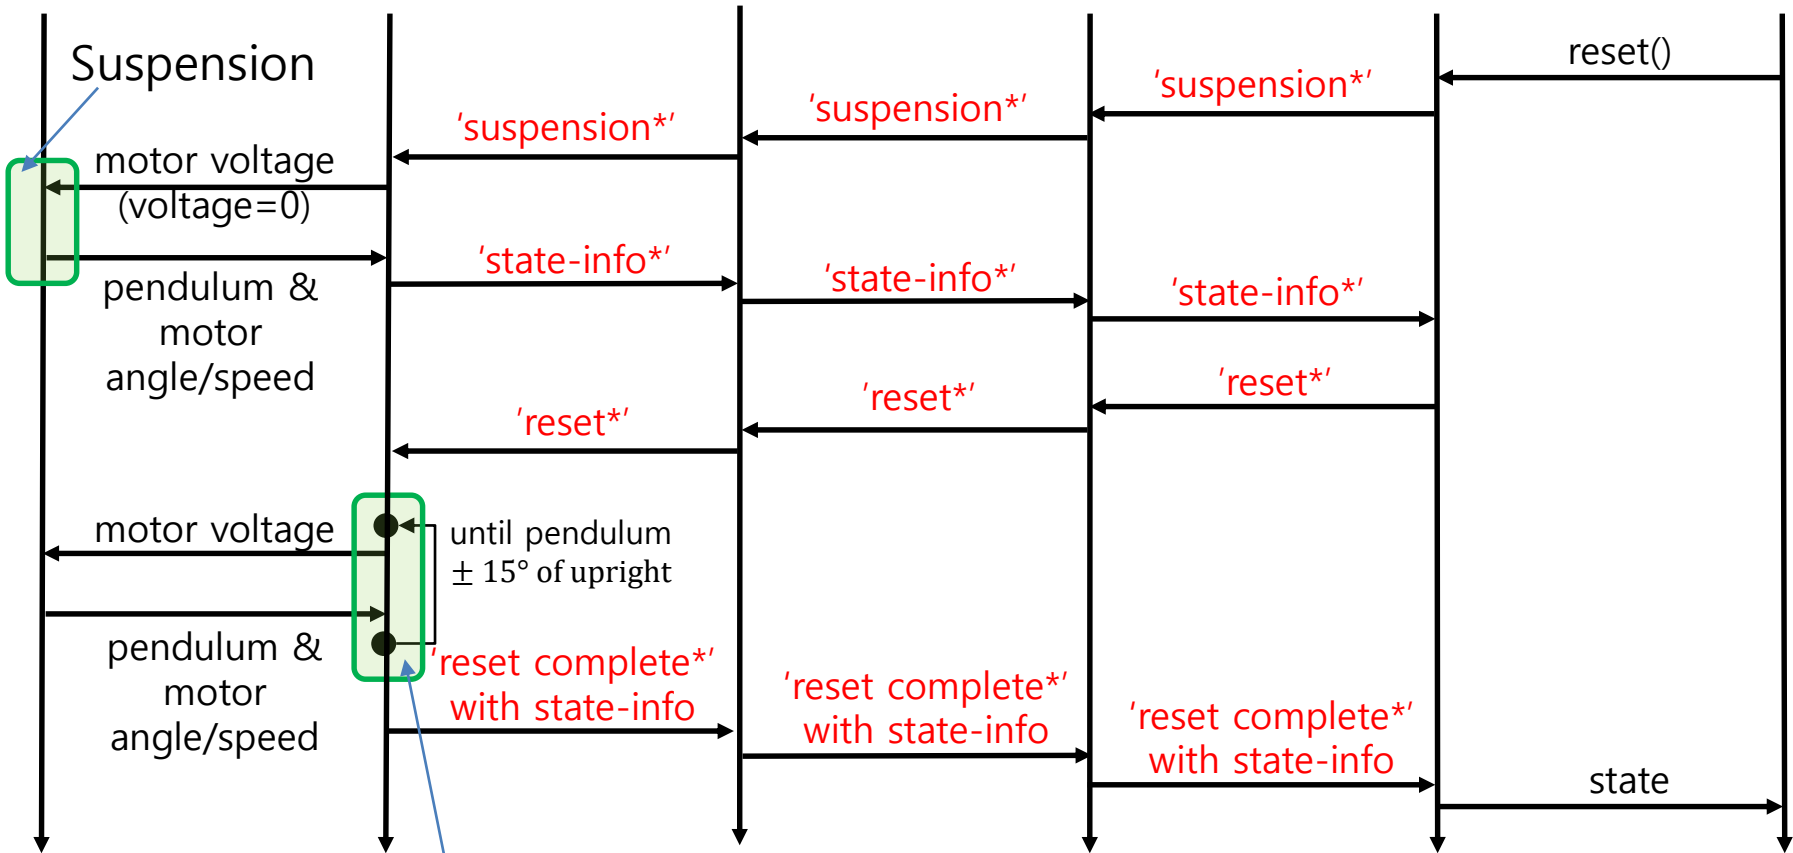 reset()
Suspension
'suspension*'
'suspension*'
'suspension*'
motor voltage
(voltage=0)
'state-info*'
'state-info*'
'state-info*'
pendulum &
motor
angle/speed
'reset*'
'reset*'
'reset*'
motor voltage
until pendulum
± 15° of upright
pendulum &
motor
angle/speed
'reset complete*'
with state-info
'reset complete*'
with state-info
'reset complete*'
with state-info
state